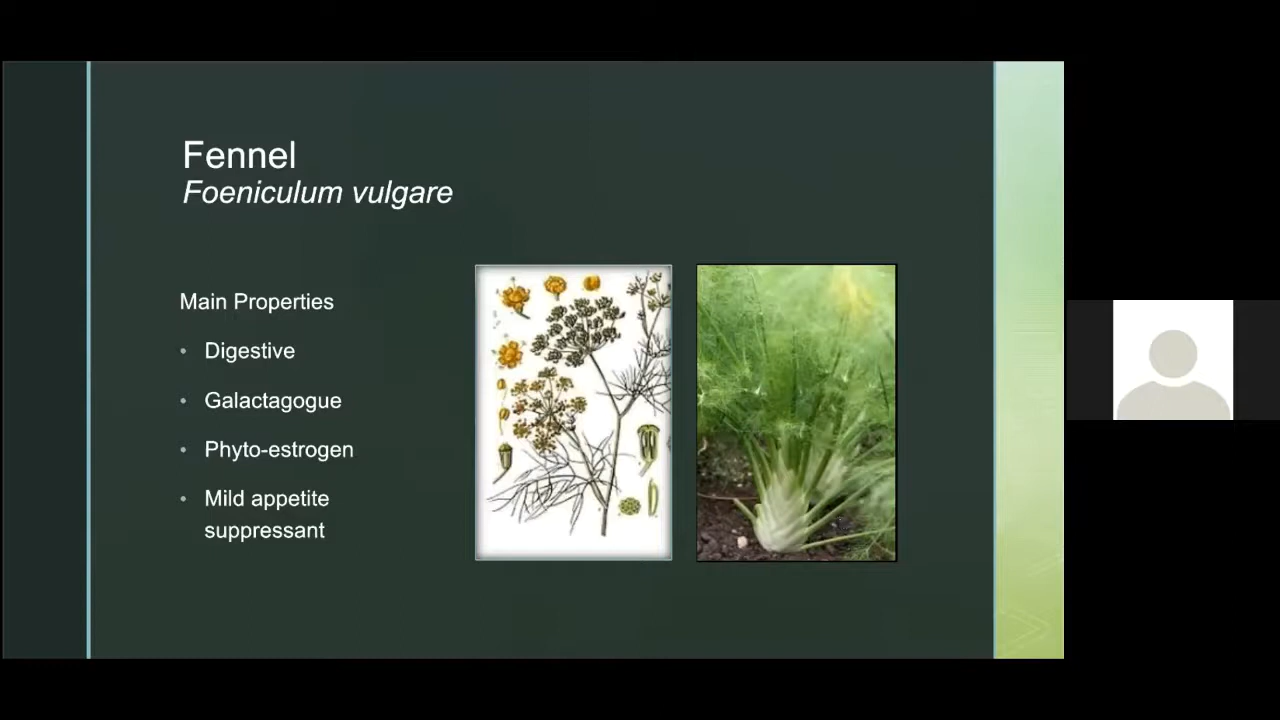 Fennel
Foeniculum vulgare
Main Properties
• Digestive
• Galactagogue
• Phyto-estrogen
• Mild appetite
suppressant